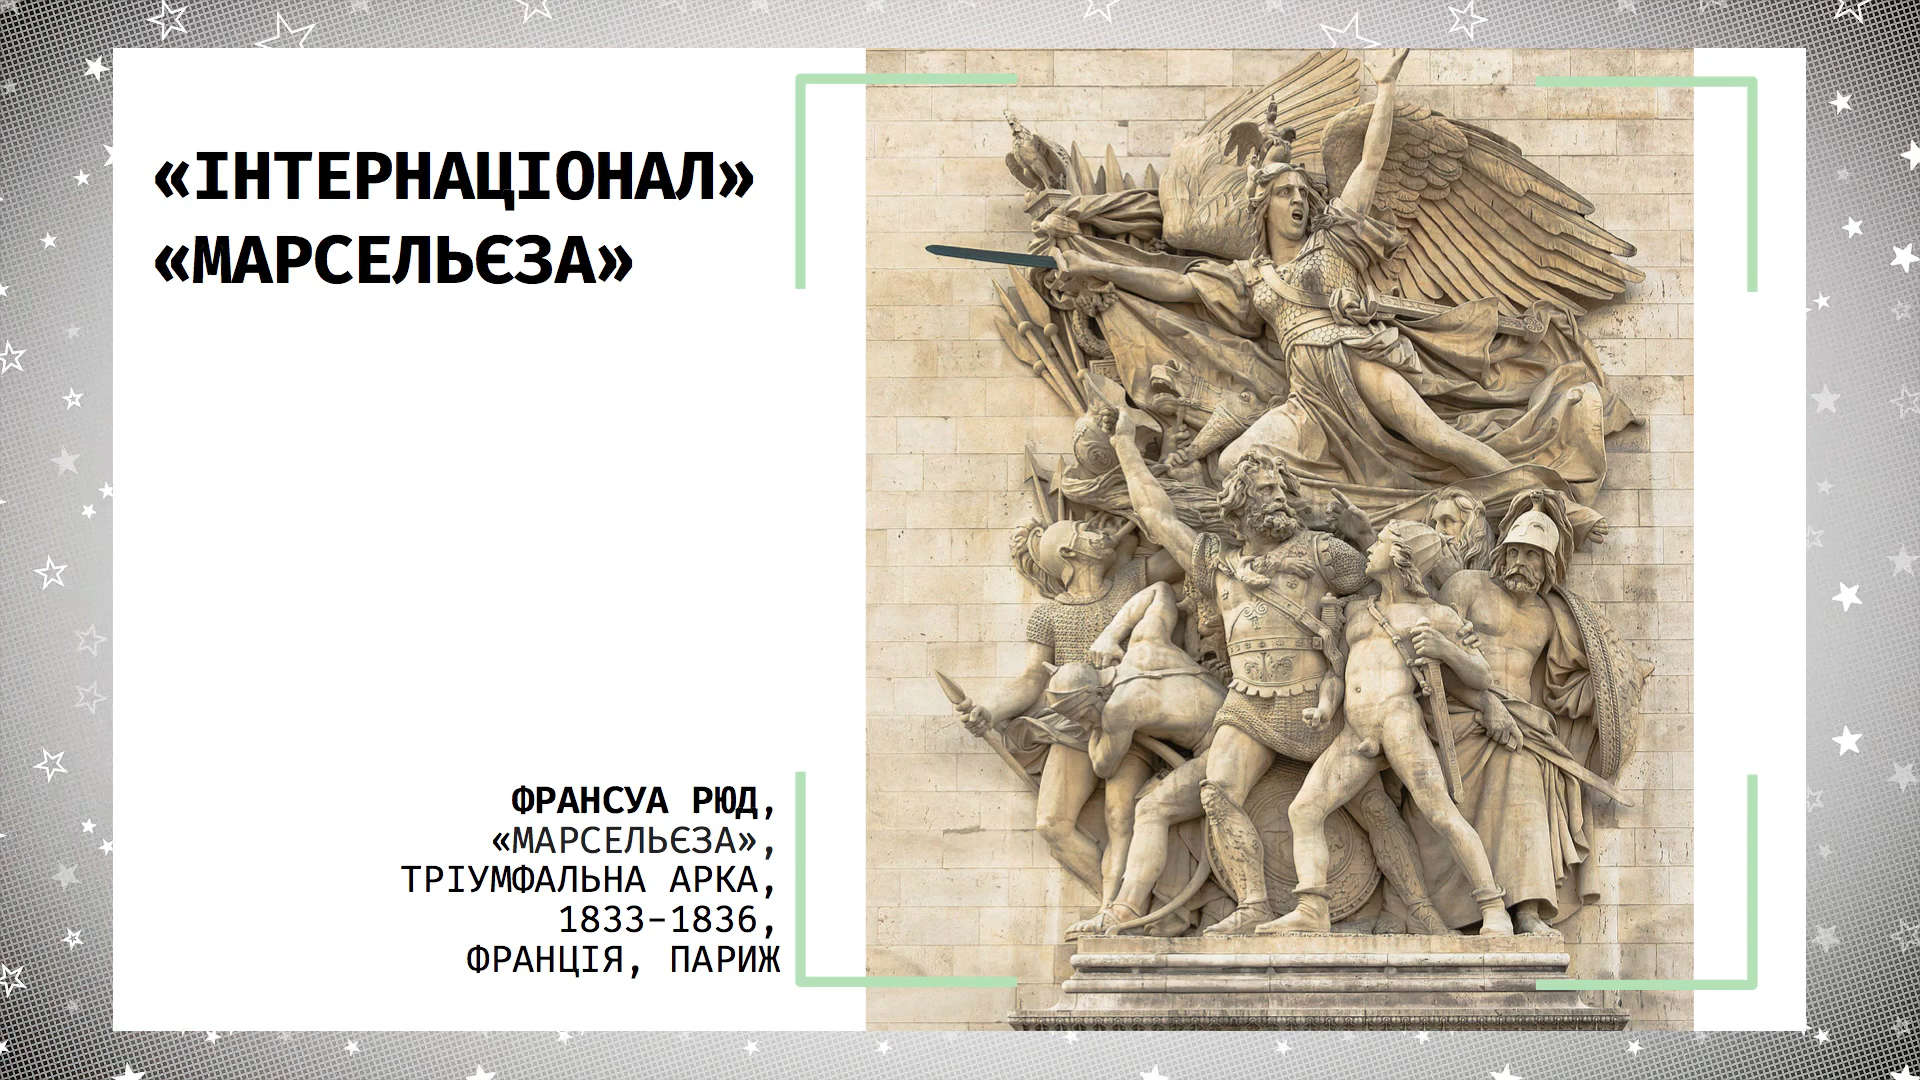 «ІНТЕРНАЦІОНАЛ»
«МАРСЕЛЬЄЗА»
ФРАНСУА РЮД,
«МАРСЕЛЬЄЗА»,
ТРІУМФАЛЬНА АРКА,
1833–1836,
ФРАНЦІЯ, ПАРИЖ